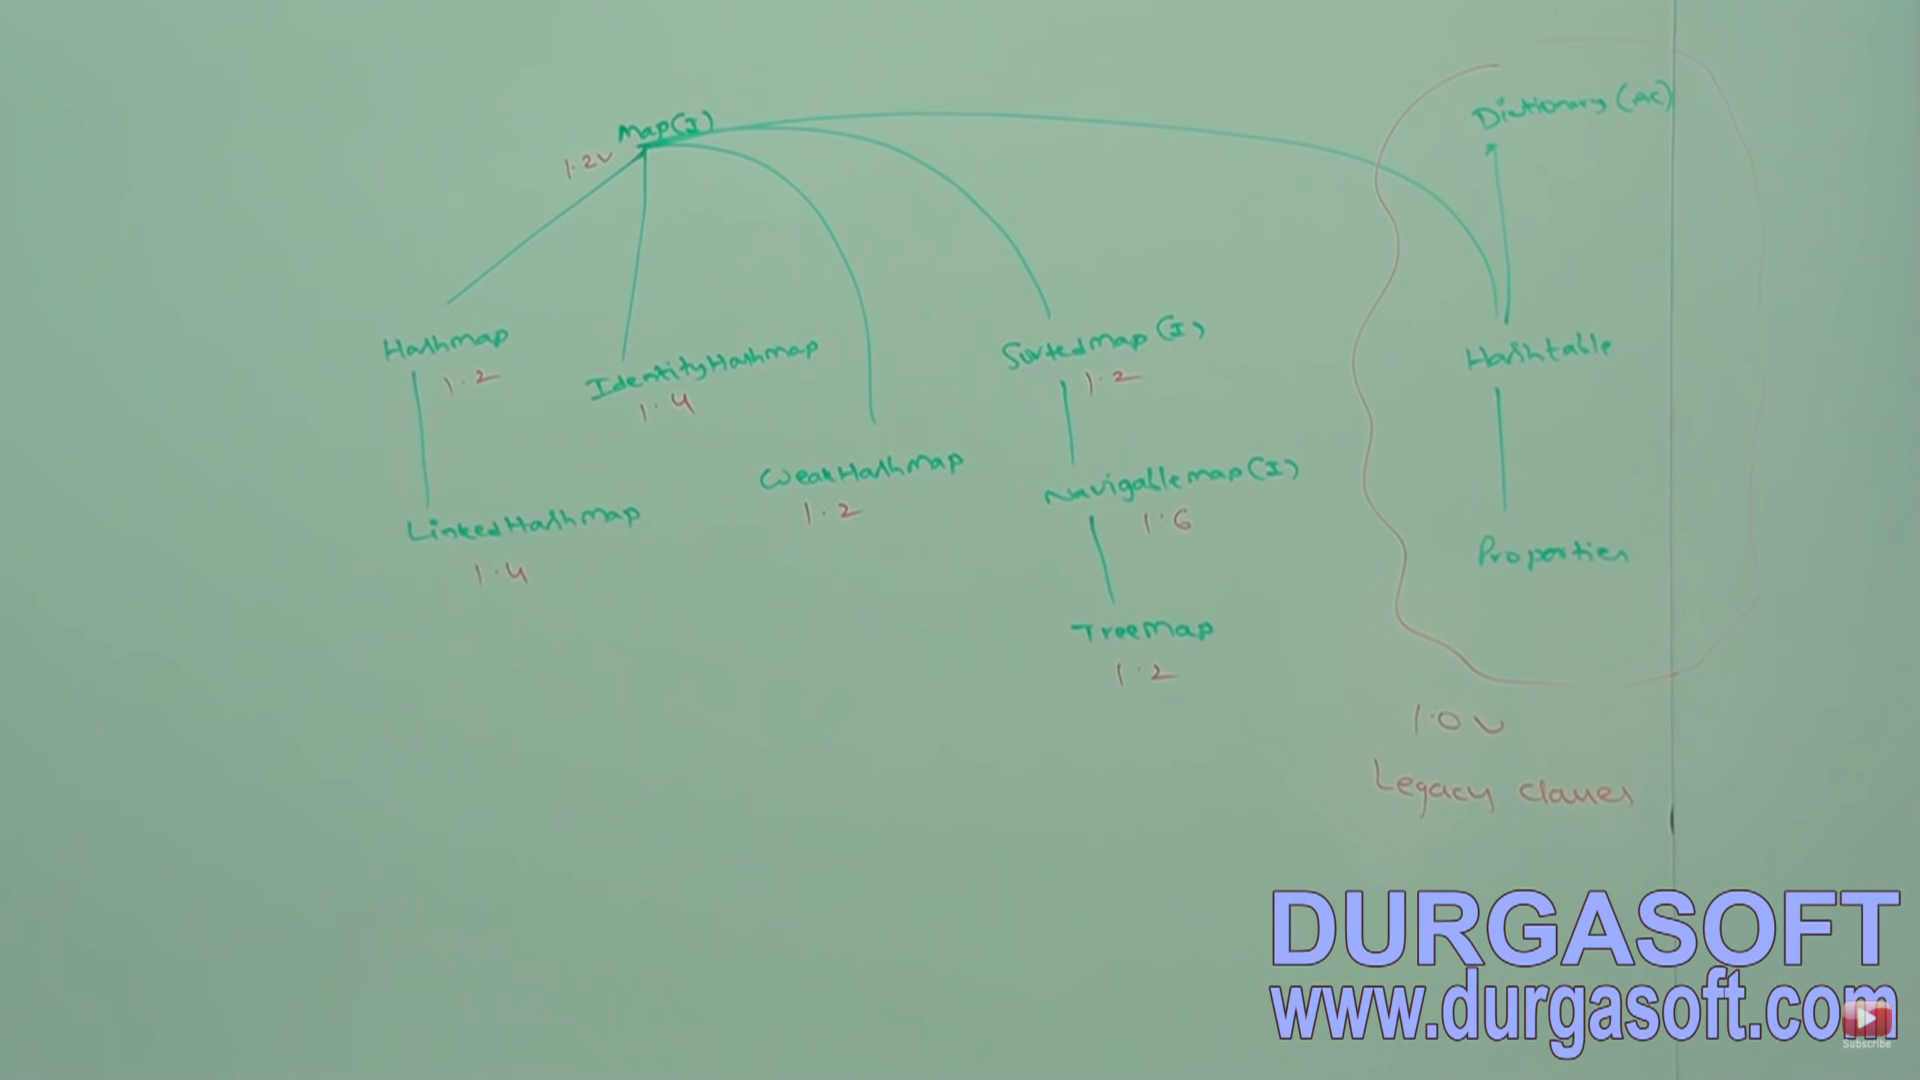 Map(I)
1.2v
Dictionary (AC)
HashMap
1.2
IdentityHashMap
1.4
SortedMap (I)
1.2
Hashtable
LinkedHashMap
1.4
WeakHashMap
1.2
NavigableMap(I)
1.6
Properties
TreeMap
1.2
1.0 v
Legacy classes
DURGASOFT
www.durgasoft.com
Subscribe